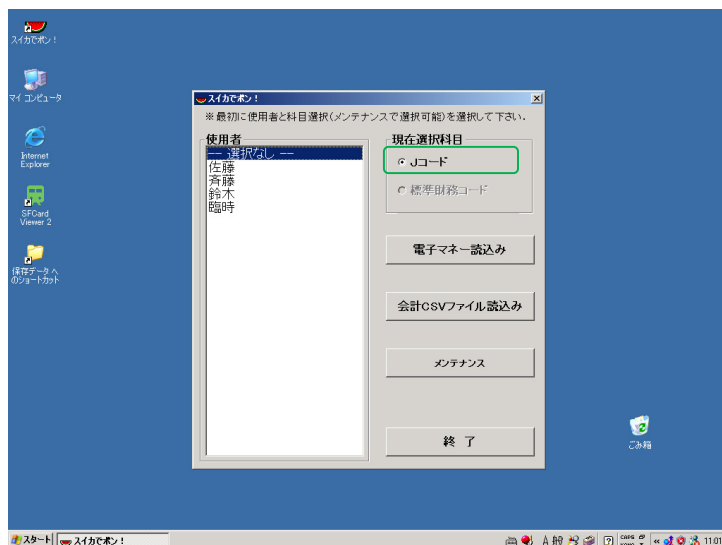 スイカでポン！
マイ コンピュータ
Internet
Explorer
SFCard
Viewer 2
保存データ へ
のショートカット
スイカでポン！
※最初に使用者と科目選択(メンテナンスで選択可能)を選択して下さい.
使用者
-- 選択なし --
佐藤
斉藤
鈴木
臨時
現在選択科目
Jコード
標準財務コード
電子マネー読込み
会計CSVファイル読込み
メンテナンス
終 了
ごみ箱
スタート
スイカでポン！
A 般
CAPS
11:01